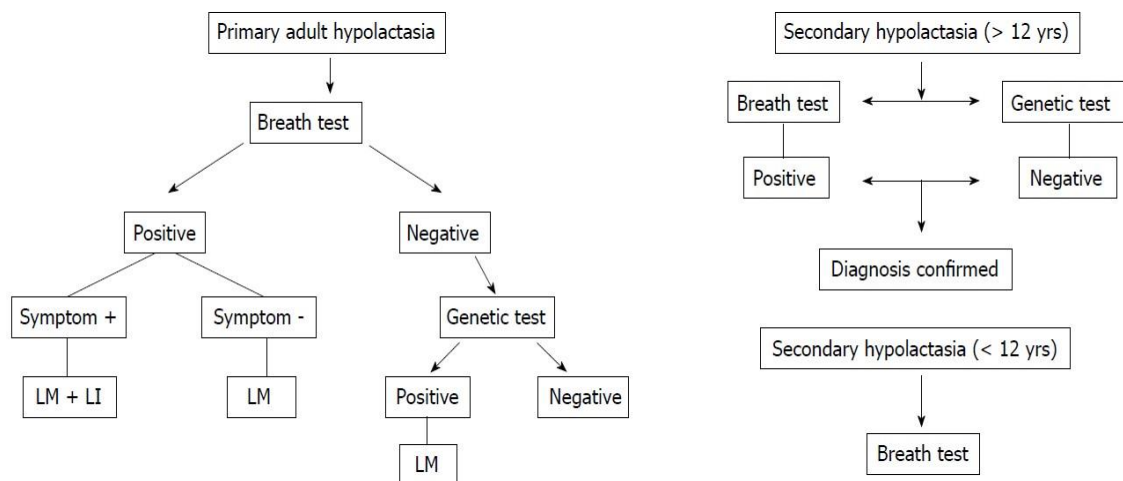 Primary adult hypolactasia
Breath test
Positive
Negative
Symptom +
Symptom -
Genetic test
LM + LI
LM
Positive
Negative
LM
Secondary hypolactasia (> 12 yrs)
Breath test
Genetic test
Positive
Negative
Diagnosis confirmed
Secondary hypolactasia (< 12 yrs)
Breath test